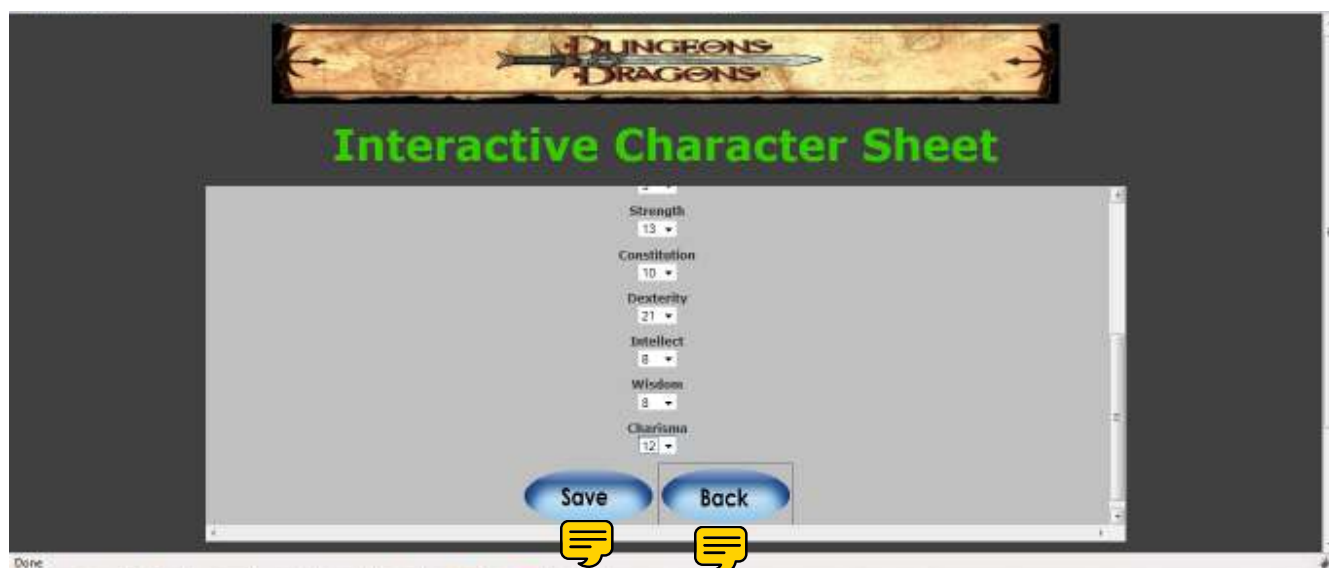 DUNGEONS
DRAGONS
Interactive Character Sheet
Strength
13
Constitution
10
Dexterity
21
Intellect
8
Wisdom
8
Charisma
12
Save Back
Done